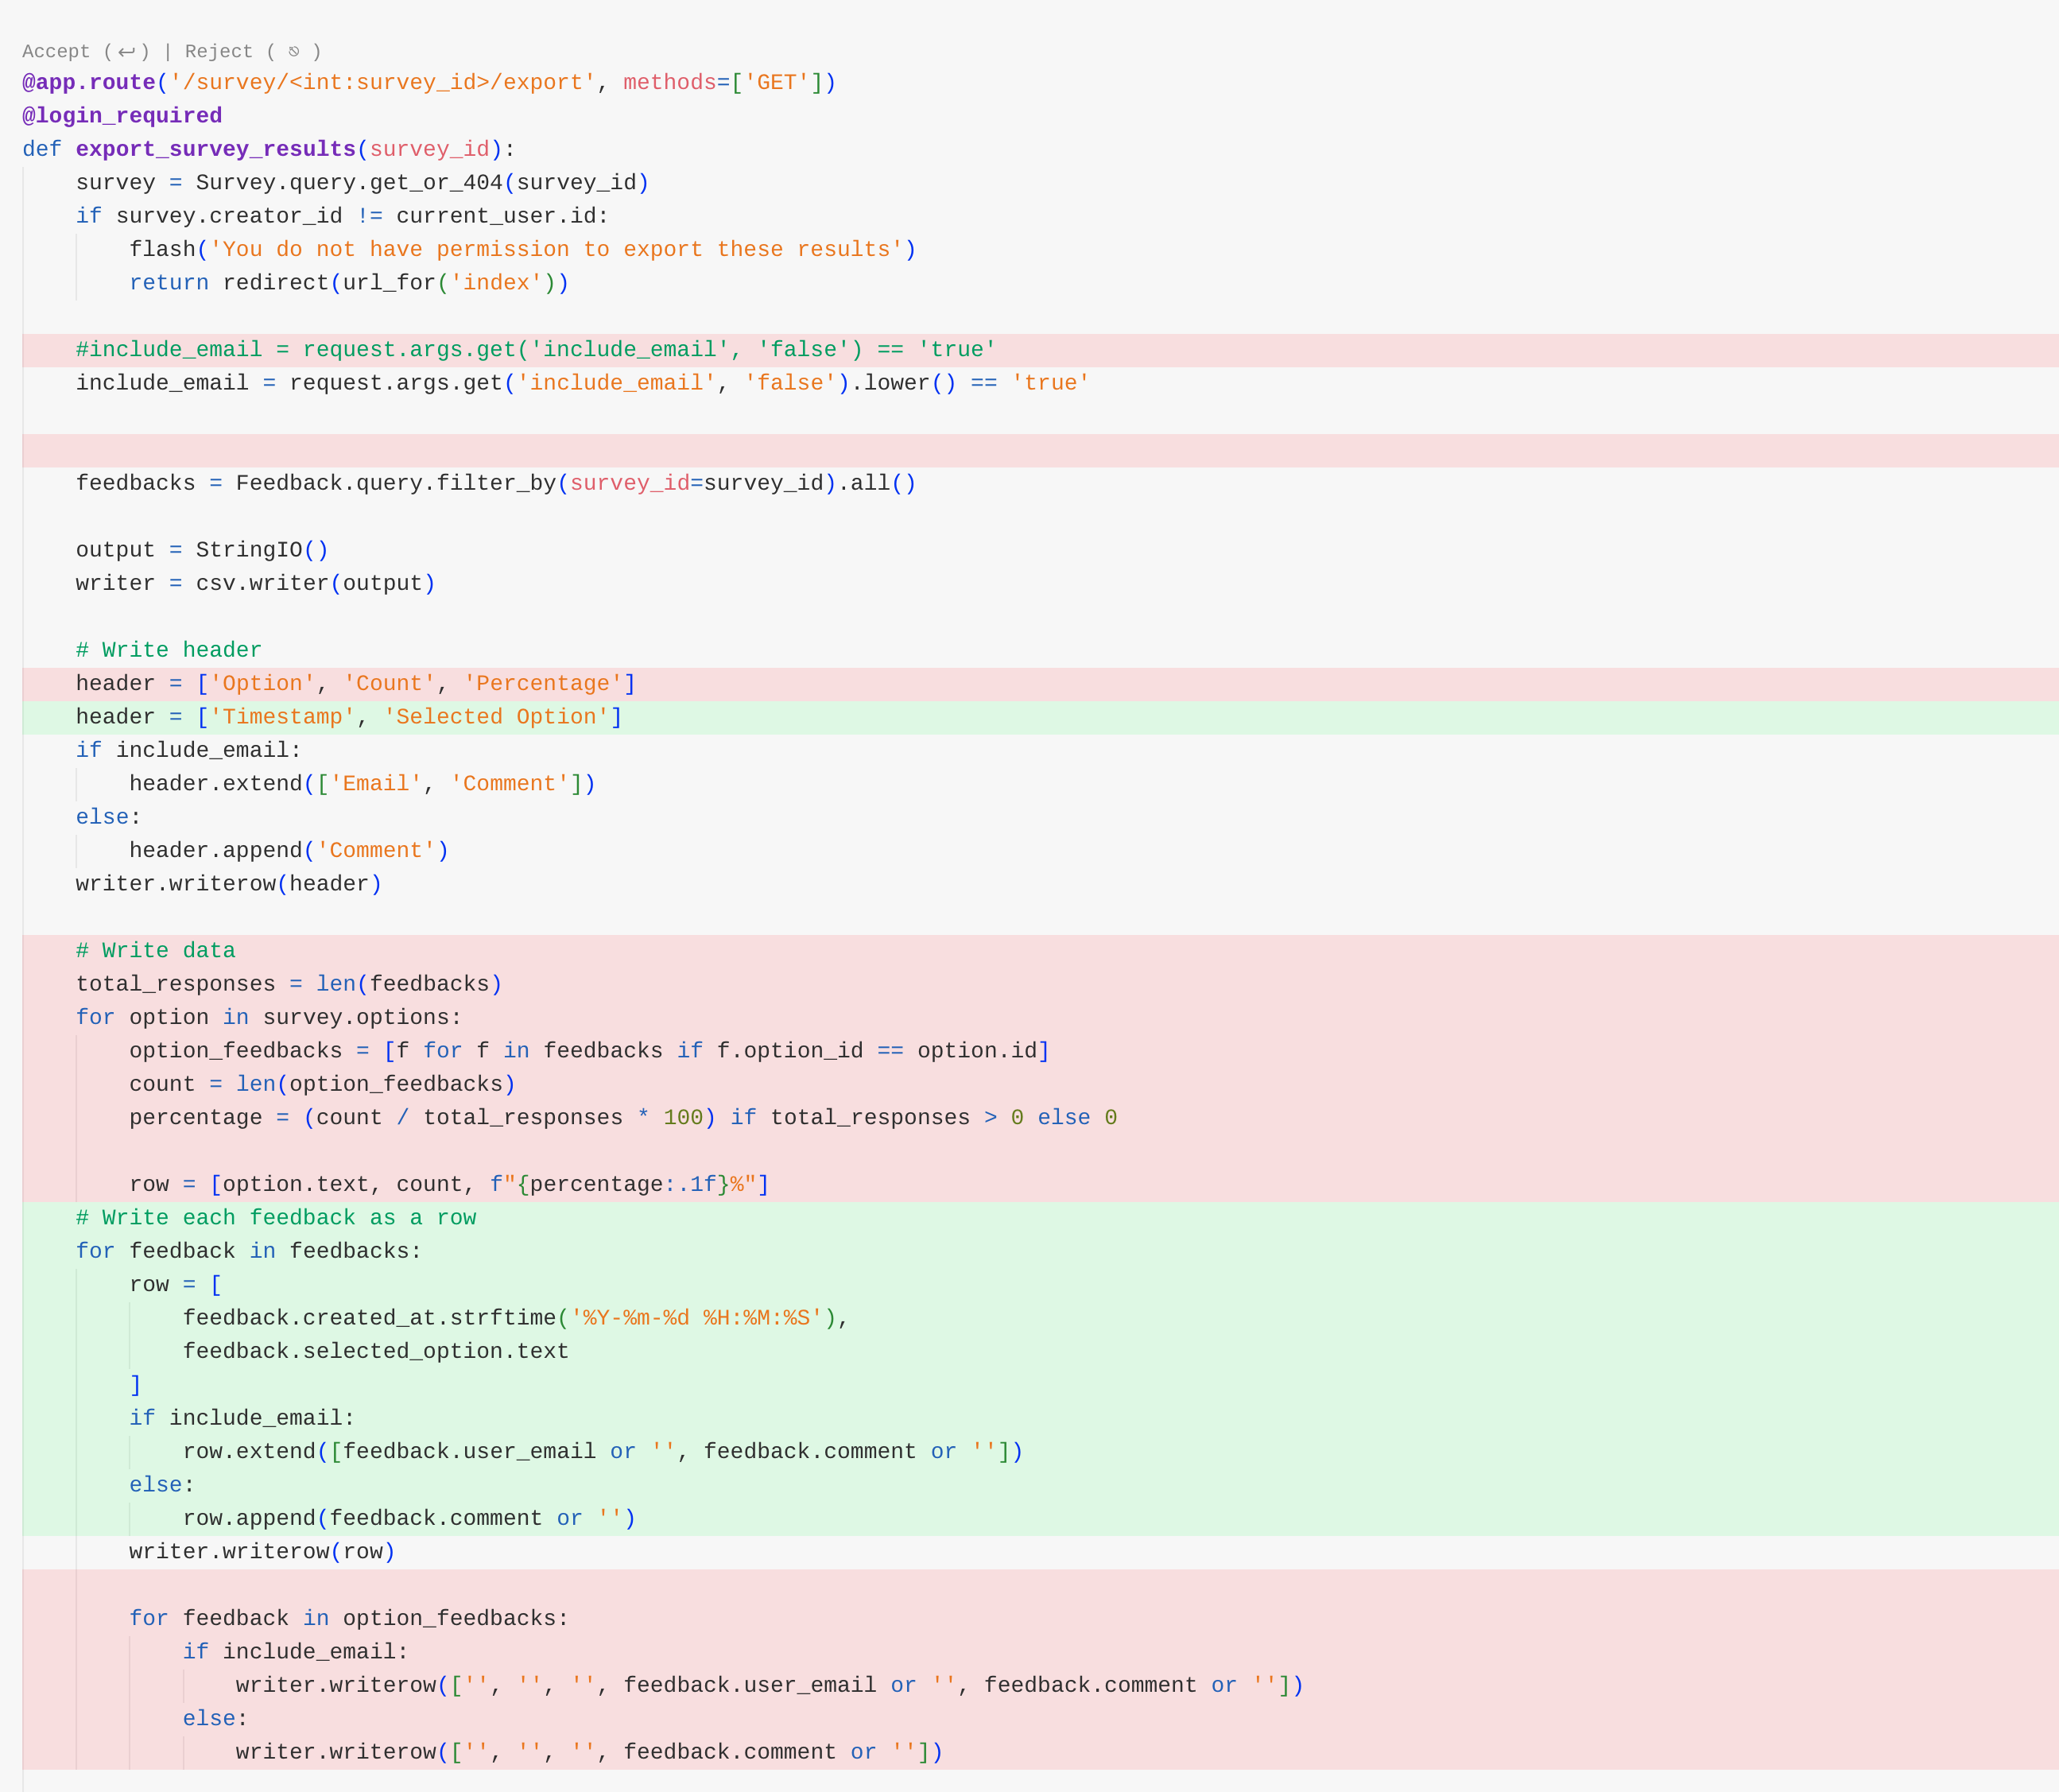 Accept (↩) | Reject ( ⎋ )
@app.route('/survey/<int:survey_id>/export', methods=['GET'])
@login_required
def export_survey_results(survey_id):
    survey = Survey.query.get_or_404(survey_id)
    if survey.creator_id != current_user.id:
        flash('You do not have permission to export these results')
        return redirect(url_for('index'))

    #include_email = request.args.get('include_email', 'false') == 'true'
    include_email = request.args.get('include_email', 'false').lower() == 'true'

    feedbacks = Feedback.query.filter_by(survey_id=survey_id).all()

    output = StringIO()
    writer = csv.writer(output)

    # Write header
    header = ['Option', 'Count', 'Percentage']
    header = ['Timestamp', 'Selected Option']
    if include_email:
        header.extend(['Email', 'Comment'])
    else:
        header.append('Comment')
    writer.writerow(header)

    # Write data
    total_responses = len(feedbacks)
    for option in survey.options:
        option_feedbacks = [f for f in feedbacks if f.option_id == option.id]
        count = len(option_feedbacks)
        percentage = (count / total_responses * 100) if total_responses > 0 else 0

        row = [option.text, count, f"{percentage:.1f}%"]
    # Write each feedback as a row
    for feedback in feedbacks:
        row = [
            feedback.created_at.strftime('%Y-%m-%d %H:%M:%S'),
            feedback.selected_option.text
        ]
        if include_email:
            row.extend([feedback.user_email or '', feedback.comment or ''])
        else:
            row.append(feedback.comment or '')
        writer.writerow(row)

        for feedback in option_feedbacks:
            if include_email:
                writer.writerow(['', '', '', feedback.user_email or '', feedback.comment or ''])
            else:
                writer.writerow(['', '', '', feedback.comment or ''])